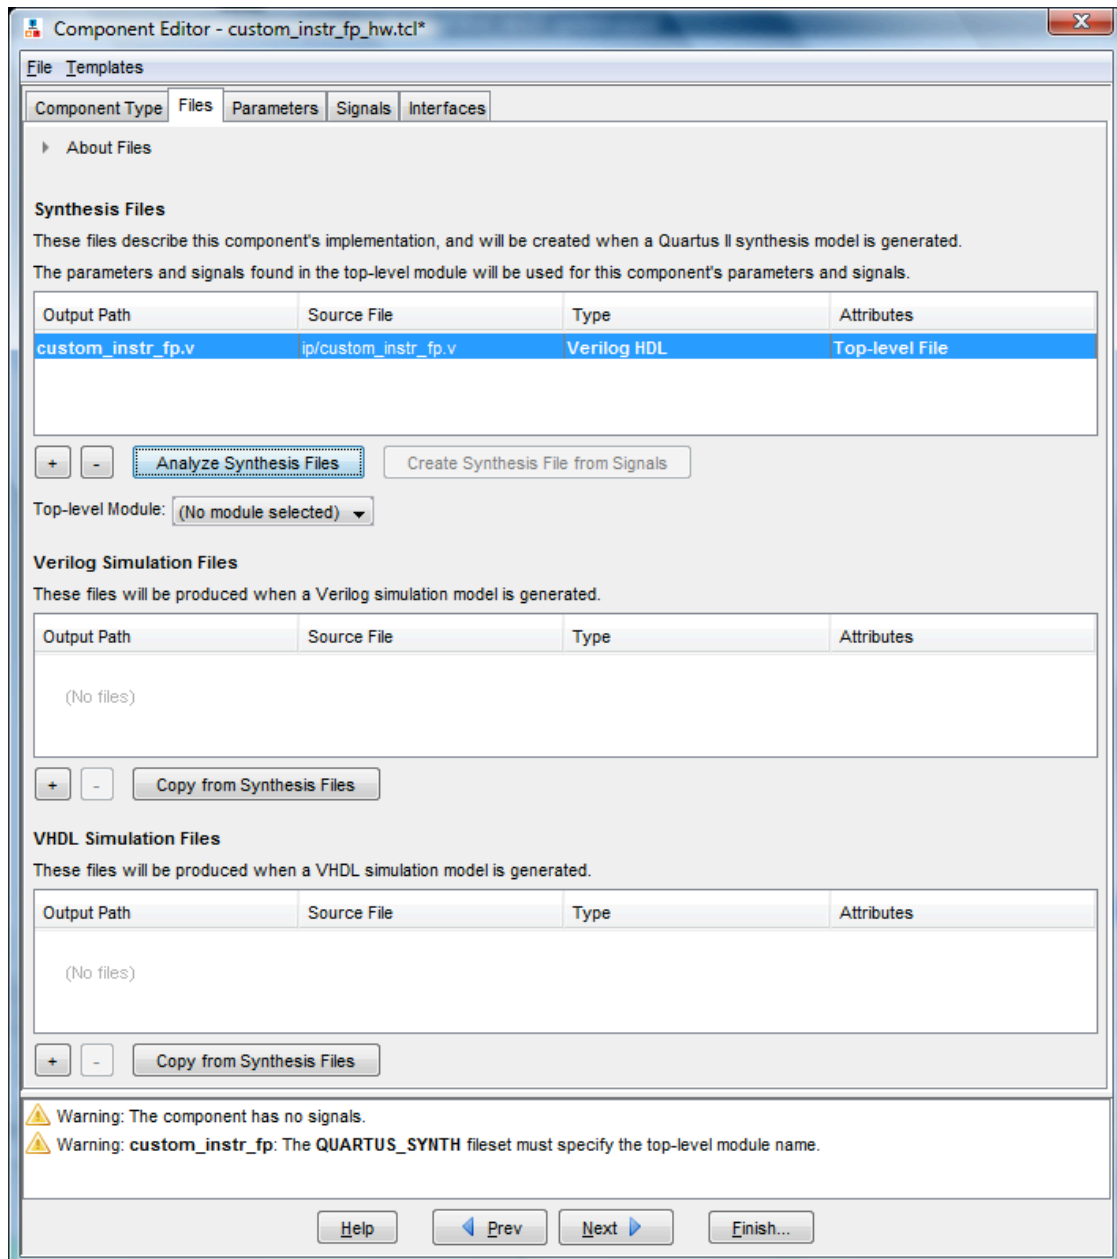 Component Editor - custom_instr_fp_hw.tcl*
File Templates
Component Type Files Parameters Signals Interfaces
About Files
Synthesis Files
These files describe this component's implementation, and will be created when a Quartus II synthesis model is generated.
The parameters and signals found in the top-level module will be used for this component's parameters and signals.
Output Path Source File Type Attributes
custom_instr_fp.v ip/custom_instr_fp.v Verilog HDL Top-level File
+ - Analyze Synthesis Files Create Synthesis File from Signals
Top-level Module: (No module selected)
Verilog Simulation Files
These files will be produced when a Verilog simulation model is generated.
Output Path Source File Type Attributes
(No files)
+ - Copy from Synthesis Files
VHDL Simulation Files
These files will be produced when a VHDL simulation model is generated.
Output Path Source File Type Attributes
(No files)
+ - Copy from Synthesis Files
Warning: The component has no signals.
Warning: custom_instr_fp: The QUARTUS_SYNTH fileset must specify the top-level module name.
Help Prev Next Finish...